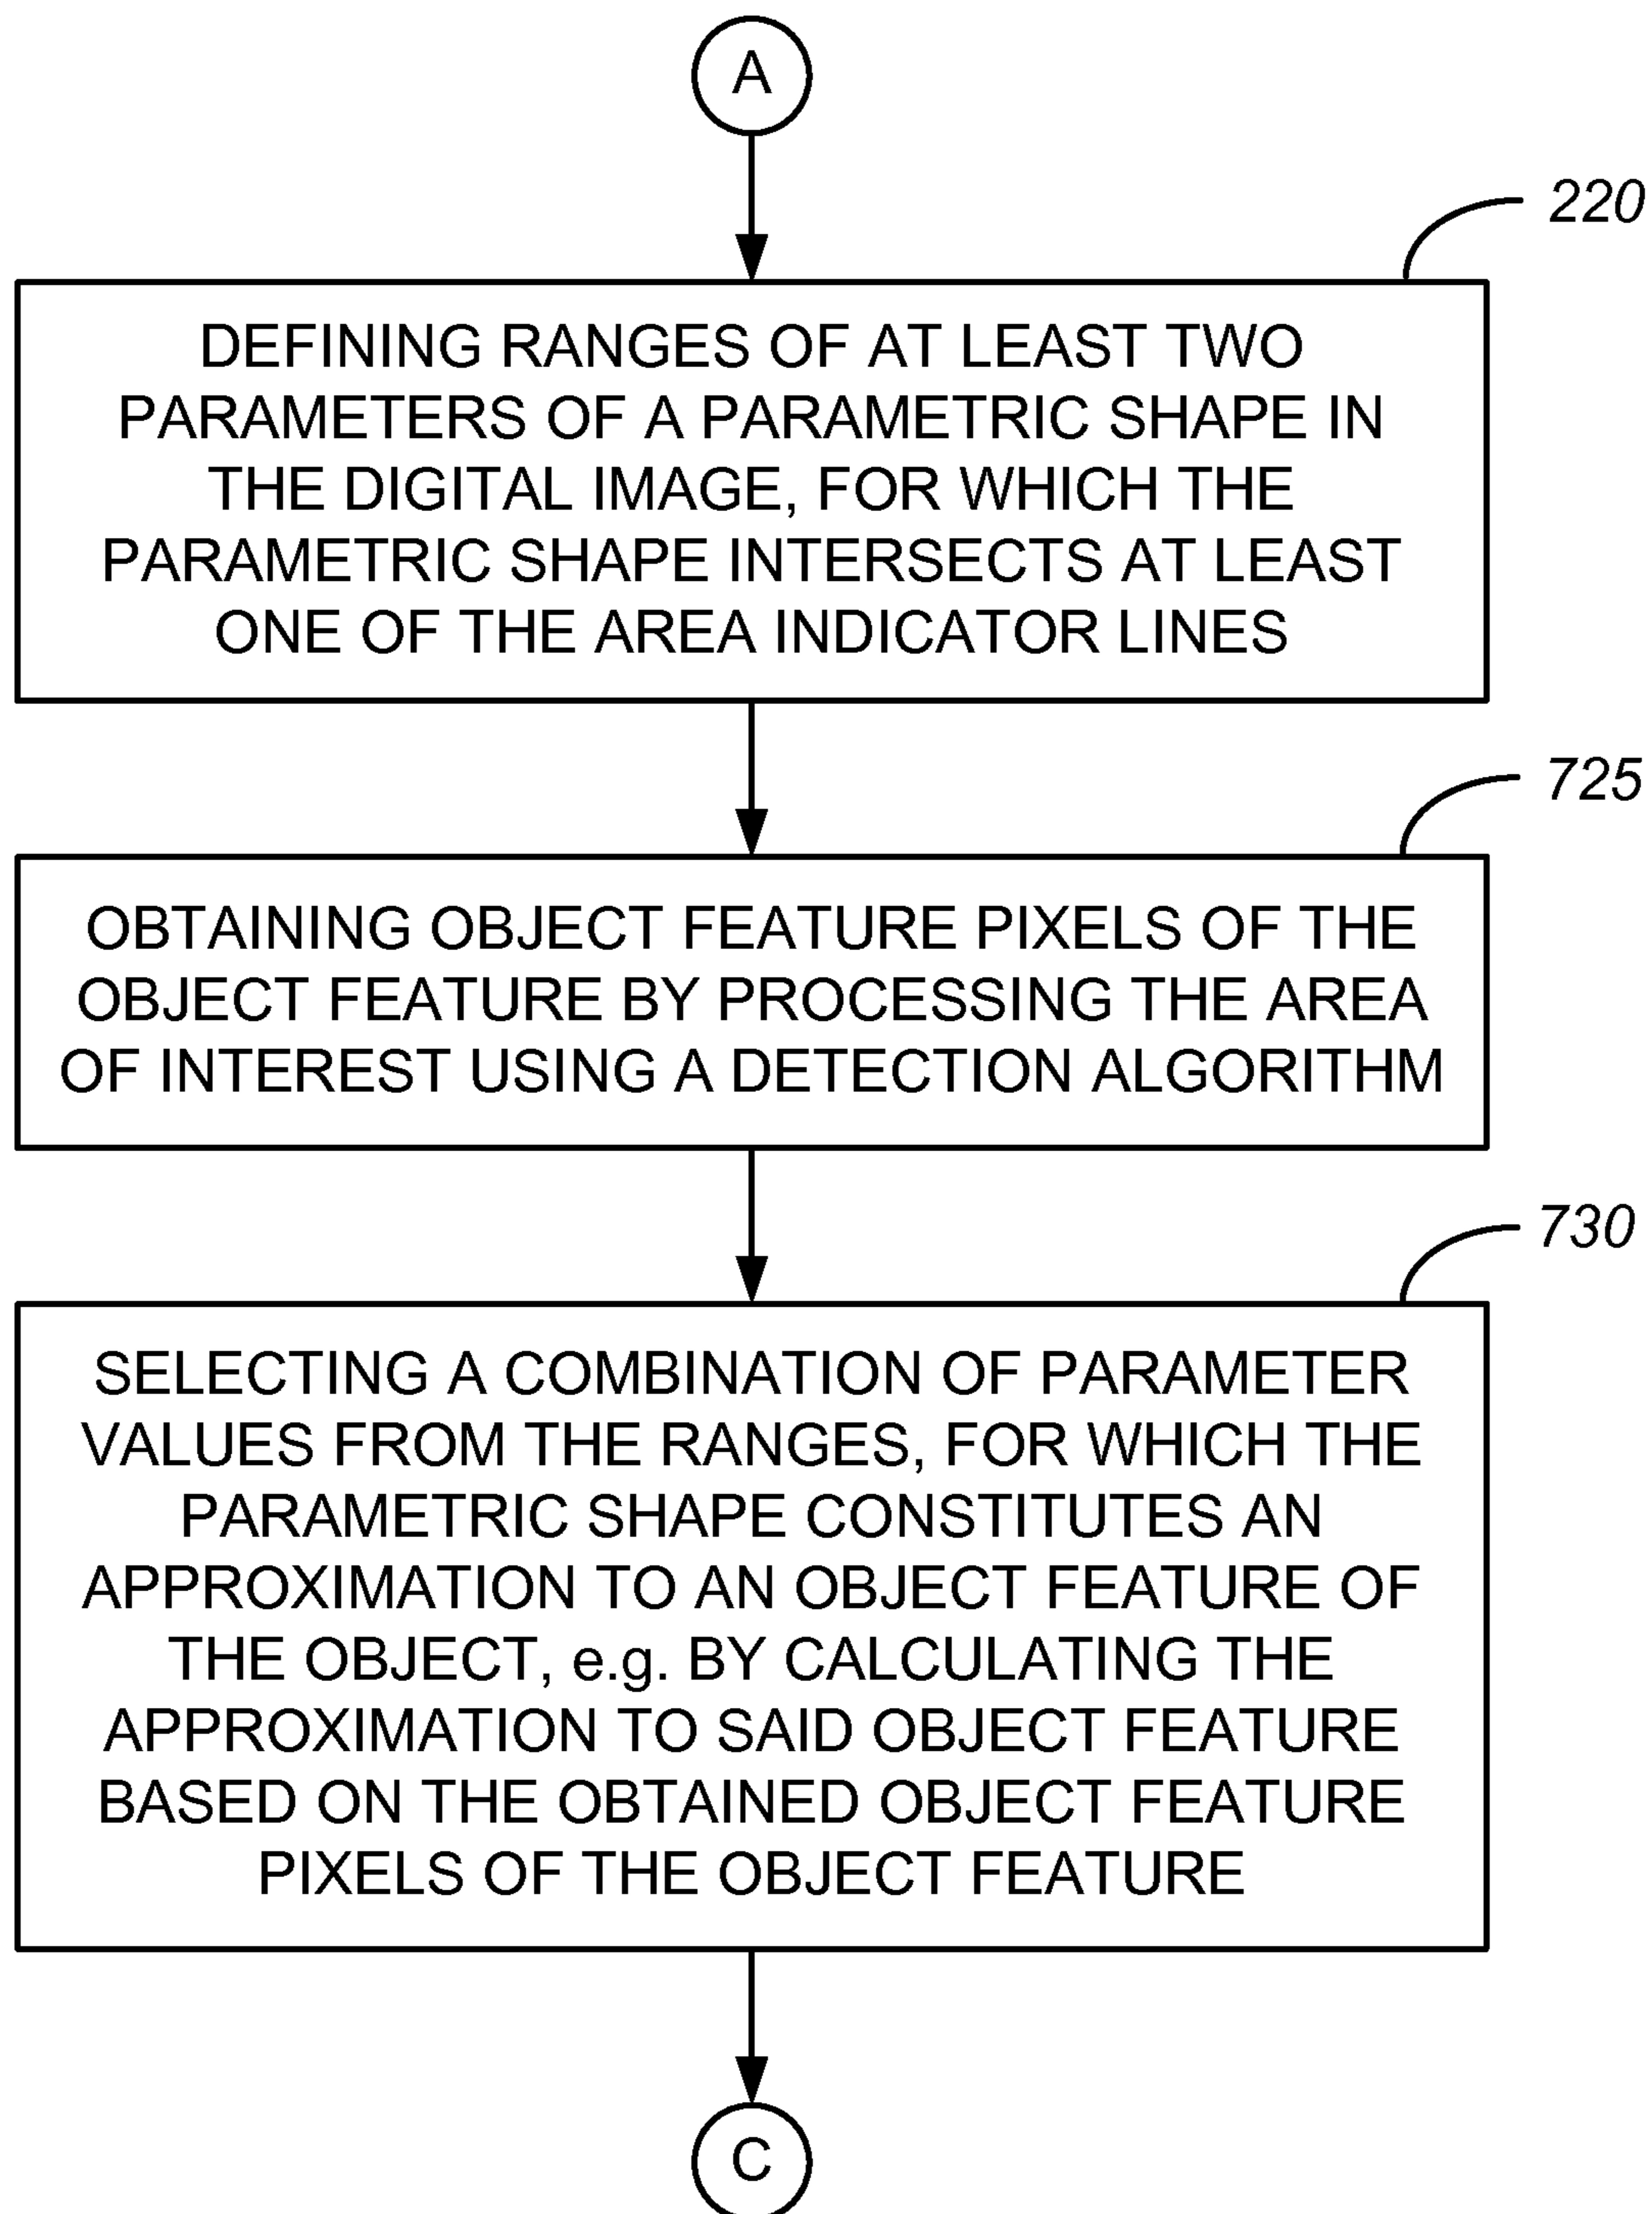 A
220
DEFINING RANGES OF AT LEAST TWO
PARAMETERS OF A PARAMETRIC SHAPE IN
THE DIGITAL IMAGE, FOR WHICH THE
PARAMETRIC SHAPE INTERSECTS AT LEAST
ONE OF THE AREA INDICATOR LINES
725
OBTAINING OBJECT FEATURE PIXELS OF THE
OBJECT FEATURE BY PROCESSING THE AREA
OF INTEREST USING A DETECTION ALGORITHM
730
SELECTING A COMBINATION OF PARAMETER
VALUES FROM THE RANGES, FOR WHICH THE
PARAMETRIC SHAPE CONSTITUTES AN
APPROXIMATION TO AN OBJECT FEATURE OF
THE OBJECT, e.g. BY CALCULATING THE
APPROXIMATION TO SAID OBJECT FEATURE
BASED ON THE OBTAINED OBJECT FEATURE
PIXELS OF THE OBJECT FEATURE
C